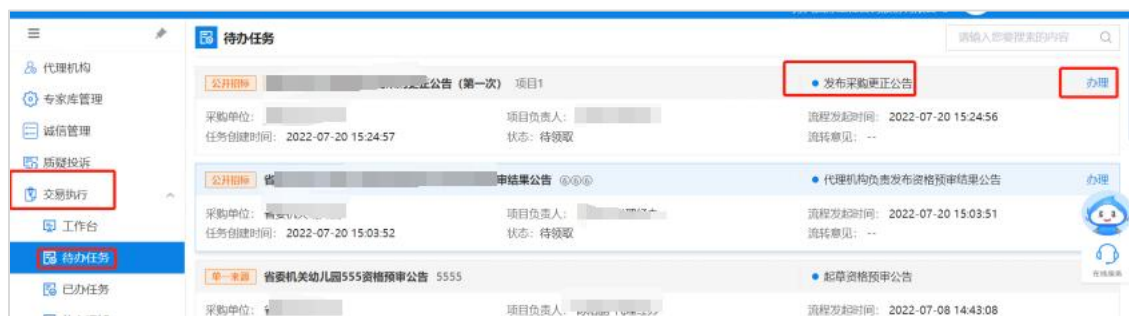 待办任务
请输入您要搜索的内容
代理机构
专家库管理
诚信管理
质疑投诉
交易执行
工作台
待办任务
已办任务
公开招标 更正公告（第一次） 项目1 发布采购更正公告 办理
采购单位： 项目负责人： 流程发起时间： 2022-07-20 15:24:56
任务创建时间： 2022-07-20 15:24:57 状态：待领取 流转意见： --
公开招标 省 审结果公告 ⑥⑥⑥ 代理机构负责发布资格预审结果公告 办理
采购单位： 项目负责人： 流程发起时间： 2022-07-20 15:03:51
任务创建时间： 2022-07-20 15:03:52 状态：待领取 流转意见： --
单一来源 省委机关幼儿园555资格预审公告 5555 起草资格预审公告
采购单位： 项目负责人： 流程发起时间： 2022-07-08 14:43:08